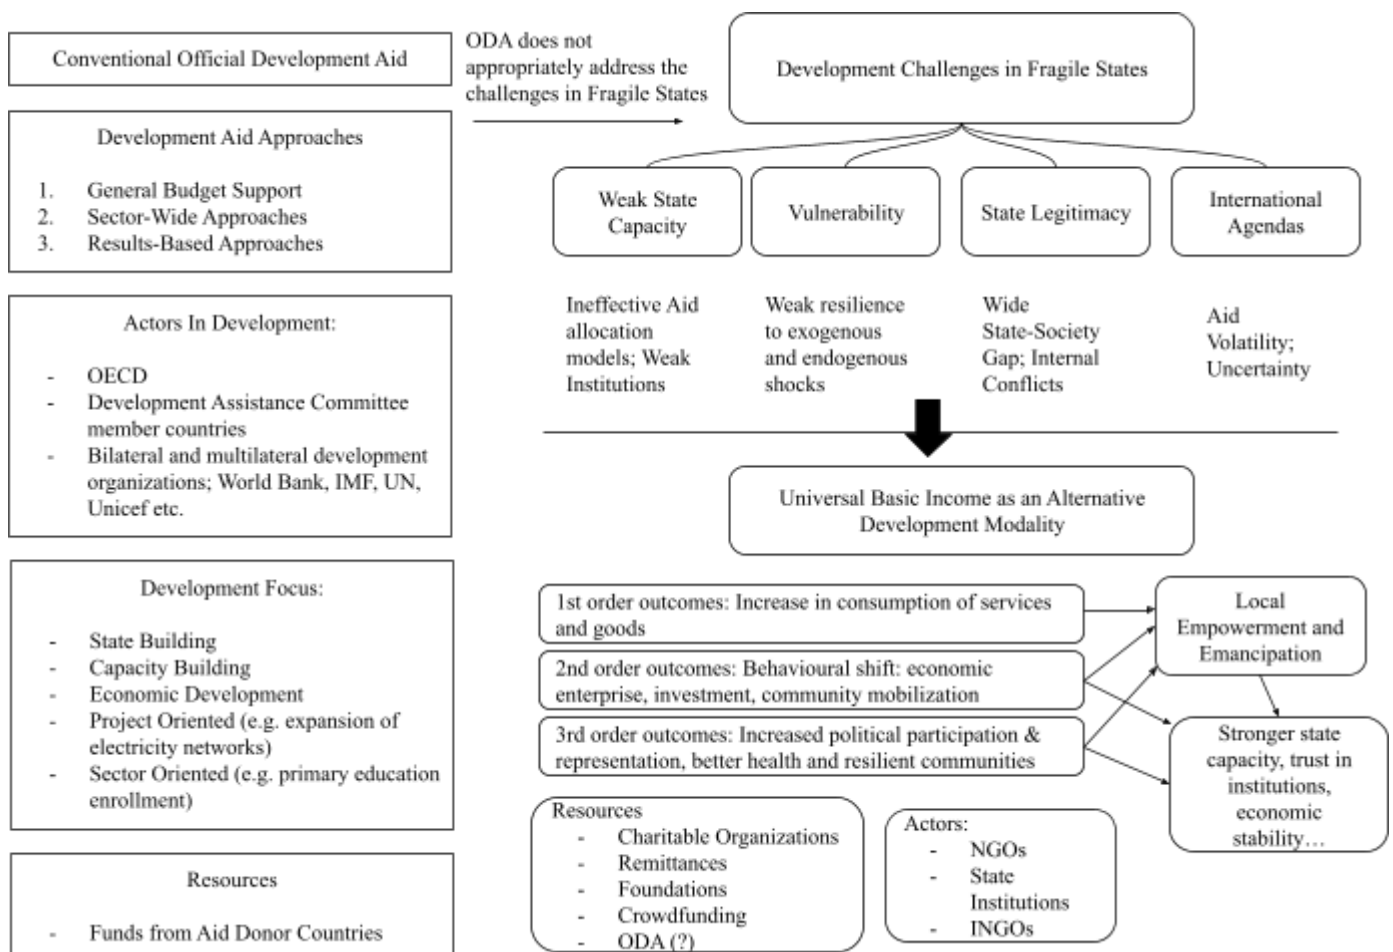 Conventional Official Development Aid
Development Aid Approaches
1. General Budget Support
2. Sector-Wide Approaches
3. Results-Based Approaches
Actors In Development:
- OECD
- Development Assistance Committee
member countries
- Bilateral and multilateral development
organizations; World Bank, IMF, UN,
Unicef etc.
Development Focus:
- State Building
- Capacity Building
- Economic Development
- Project Oriented (e.g. expansion of
electricity networks)
- Sector Oriented (e.g. primary education
enrollment)
Resources
- Funds from Aid Donor Countries
ODA does not
appropriately address the
challenges in Fragile States
Development Challenges in Fragile States
Weak State
Capacity
Vulnerability
State Legitimacy
International
Agendas
Ineffective Aid
allocation
models; Weak
Institutions
Weak resilience
to exogenous
and endogenous
shocks
Wide
State-Society
Gap; Internal
Conflicts
Aid
Volatility;
Uncertainty
Universal Basic Income as an Alternative
Development Modality
1st order outcomes: Increase in consumption of services
and goods
2nd order outcomes: Behavioural shift: economic
enterprise, investment, community mobilization
3rd order outcomes: Increased political participation &
representation, better health and resilient communities
Local
Empowerment and
Emancipation
Stronger state
capacity, trust in
institutions,
economic
stability…
Resources
- Charitable Organizations
- Remittances
- Foundations
- Crowdfunding
- ODA (?)
Actors:
- NGOs
- State
Institutions
- INGOs